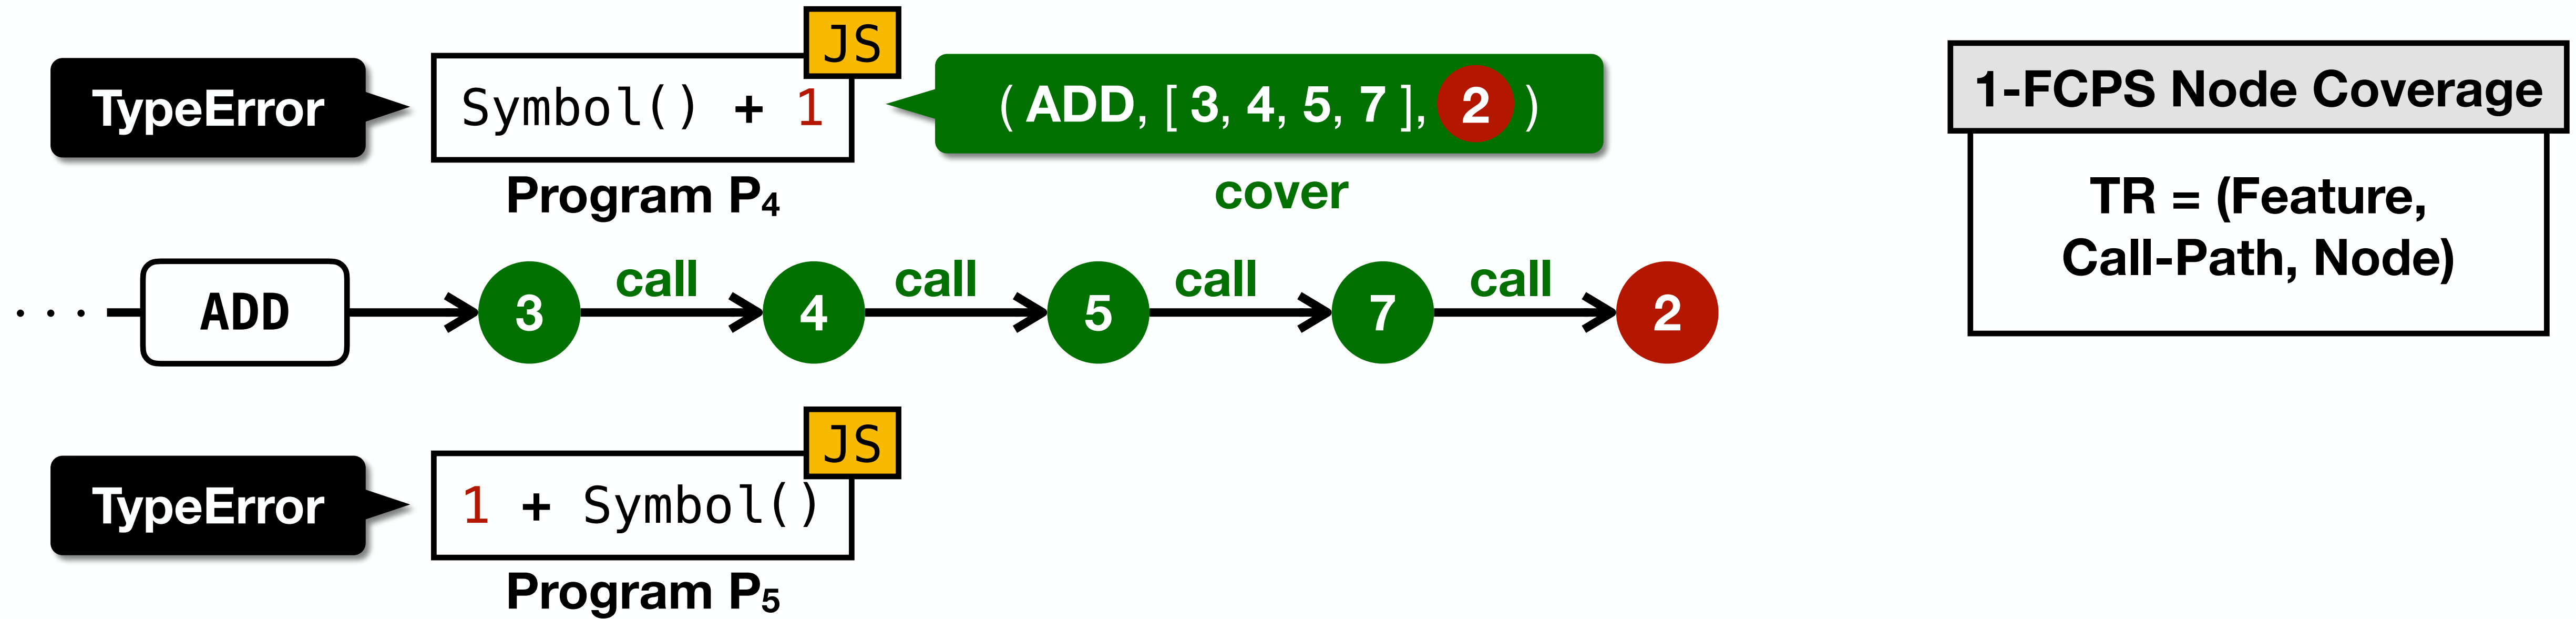 JS
TypeError
Symbol() + 1
( ADD, [ 3, 4, 5, 7 ], 2 )
1-FCPS Node Coverage
Program P₄
cover
TR = (Feature,
Call-Path, Node)
call call call call
· · · ADD 3 4 5 7 2
JS
TypeError
1 + Symbol()
Program P₅